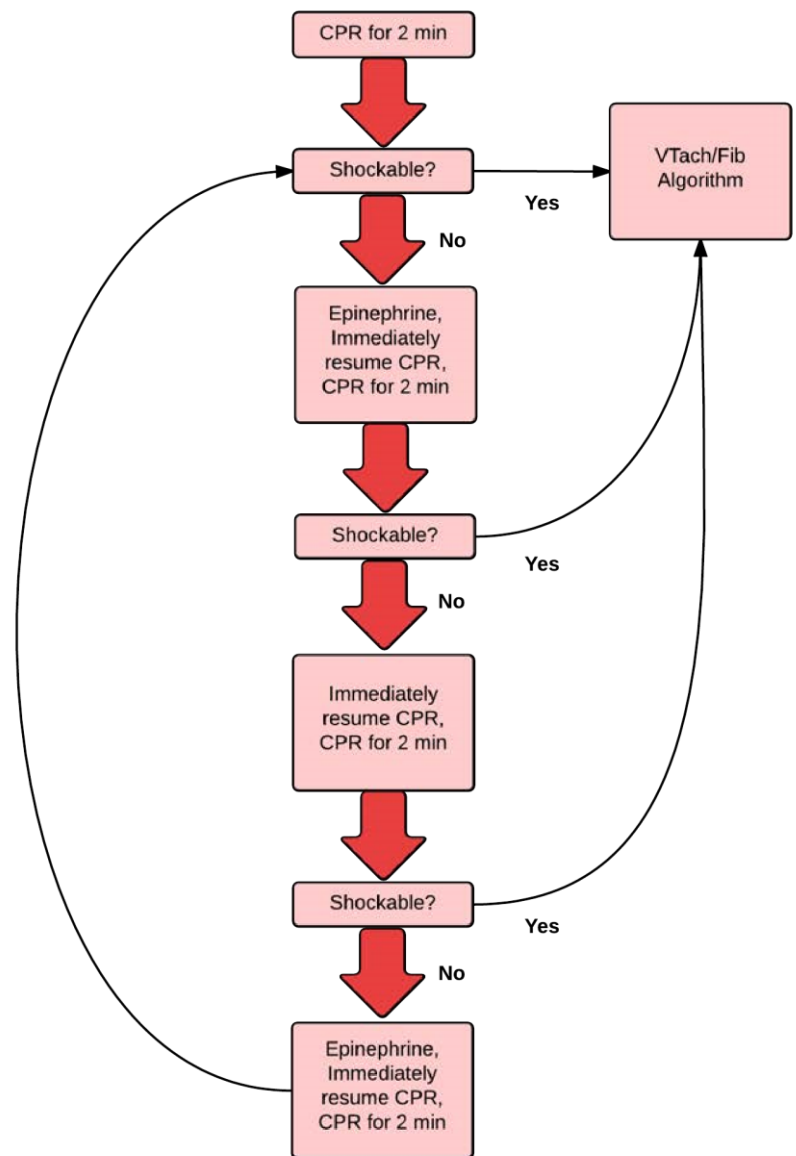 CPR for 2 min
Shockable?
Yes
VTach/Fib
Algorithm
No
Epinephrine,
Immediately
resume CPR,
CPR for 2 min
Shockable?
Yes
No
Immediately
resume CPR,
CPR for 2 min
Shockable?
Yes
No
Epinephrine,
Immediately
resume CPR,
CPR for 2 min